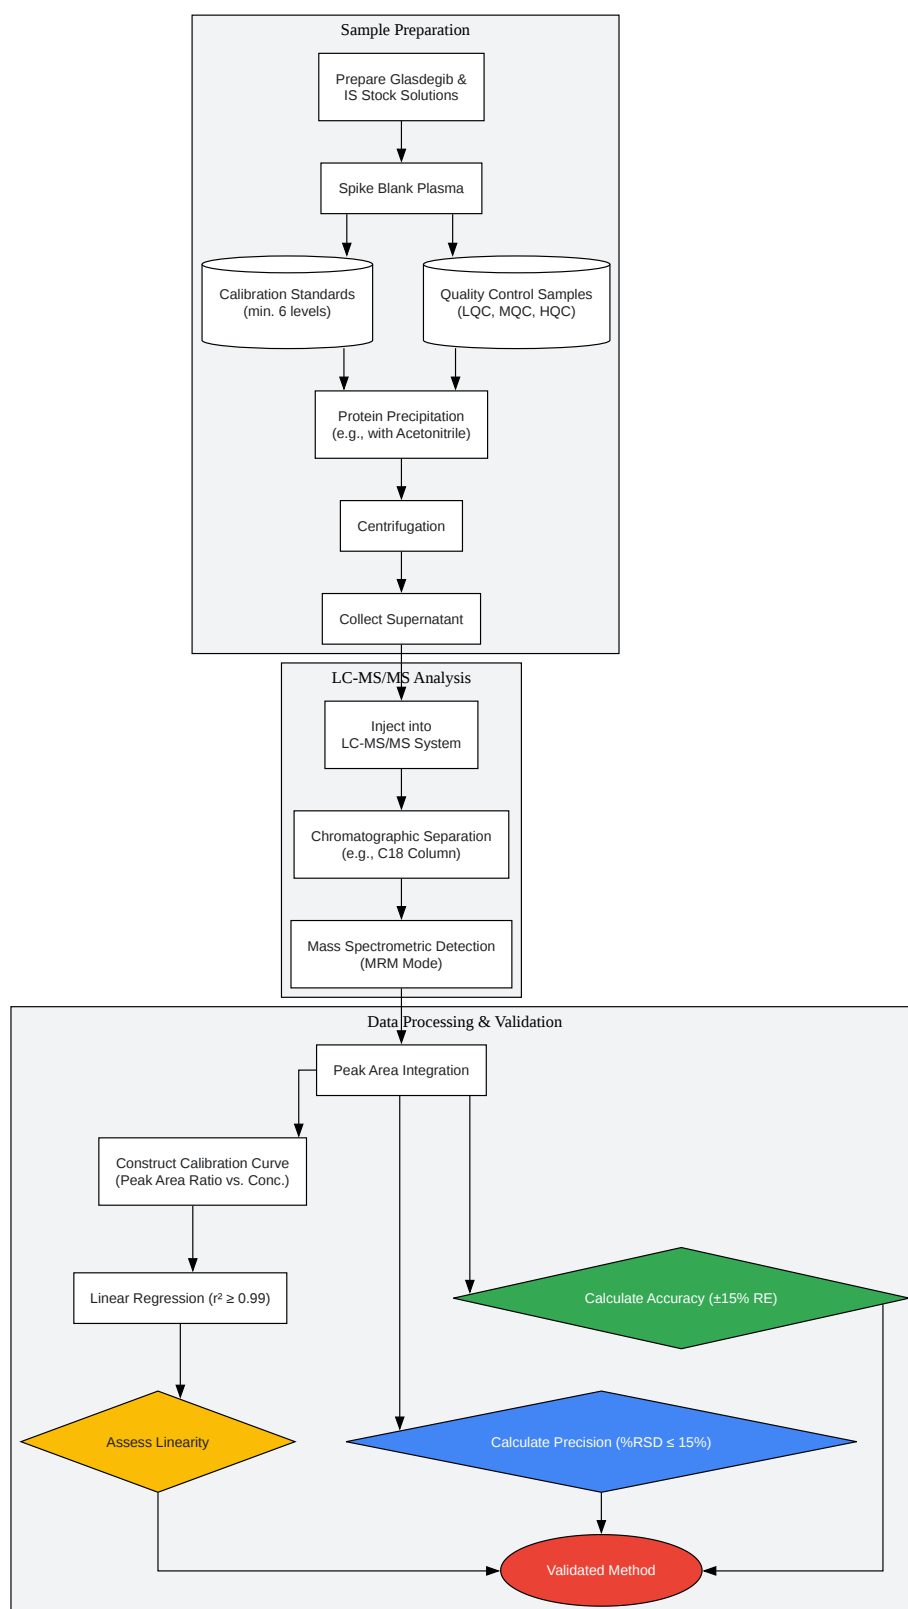 Sample Preparation
Prepare Glasdegib &
IS Stock Solutions
Spike Blank Plasma
Calibration Standards
(min. 6 levels)
Quality Control Samples
(LQC, MQC, HQC)
Protein Precipitation
(e.g., with Acetonitrile)
Centrifugation
Collect Supernatant
LC-MS/MS Analysis
Inject into
LC-MS/MS System
Chromatographic Separation
(e.g., C18 Column)
Mass Spectrometric Detection
(MRM Mode)
Data Processing & Validation
Peak Area Integration
Construct Calibration Curve
(Peak Area Ratio vs. Conc.)
Linear Regression (r² ≥ 0.99)
Calculate Accuracy (±15% RE)
Assess Linearity
Calculate Precision (%RSD ≤ 15%)
Validated Method